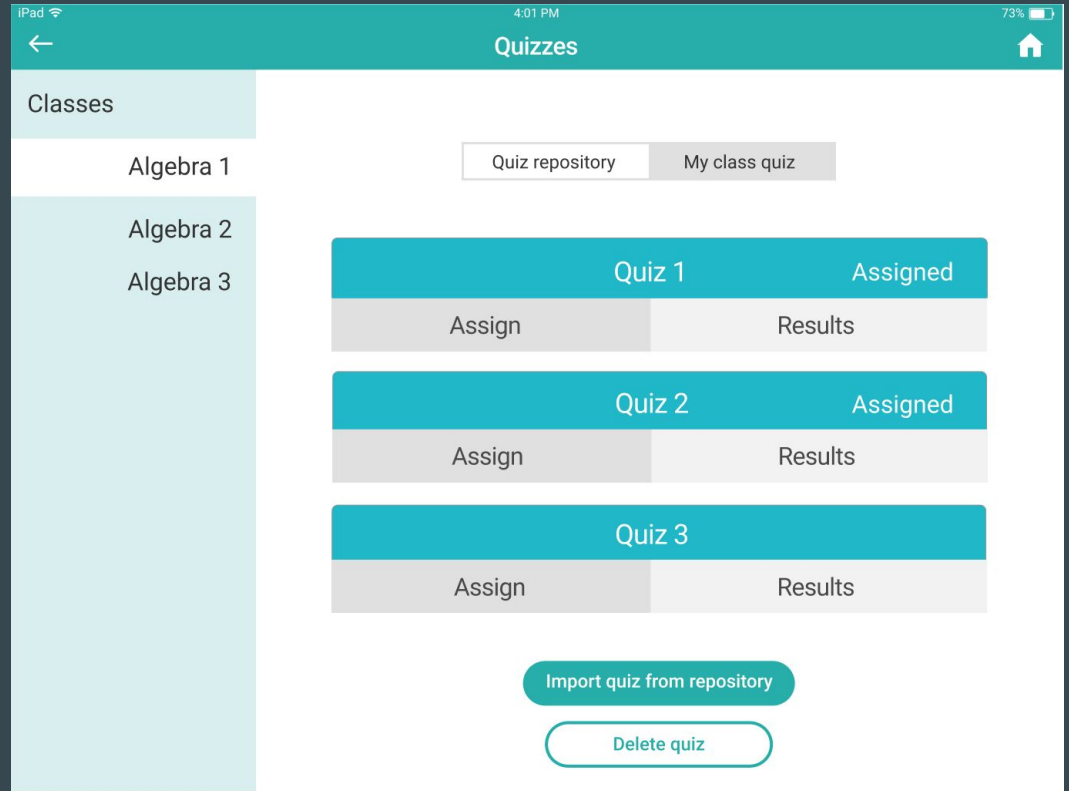 iPad 4:01 PM 73%
Quizzes
Classes
Algebra 1
Algebra 2
Algebra 3
Quiz repository My class quiz
Quiz 1 Assigned
Assign Results
Quiz 2 Assigned
Assign Results
Quiz 3
Assign Results
Import quiz from repository
Delete quiz